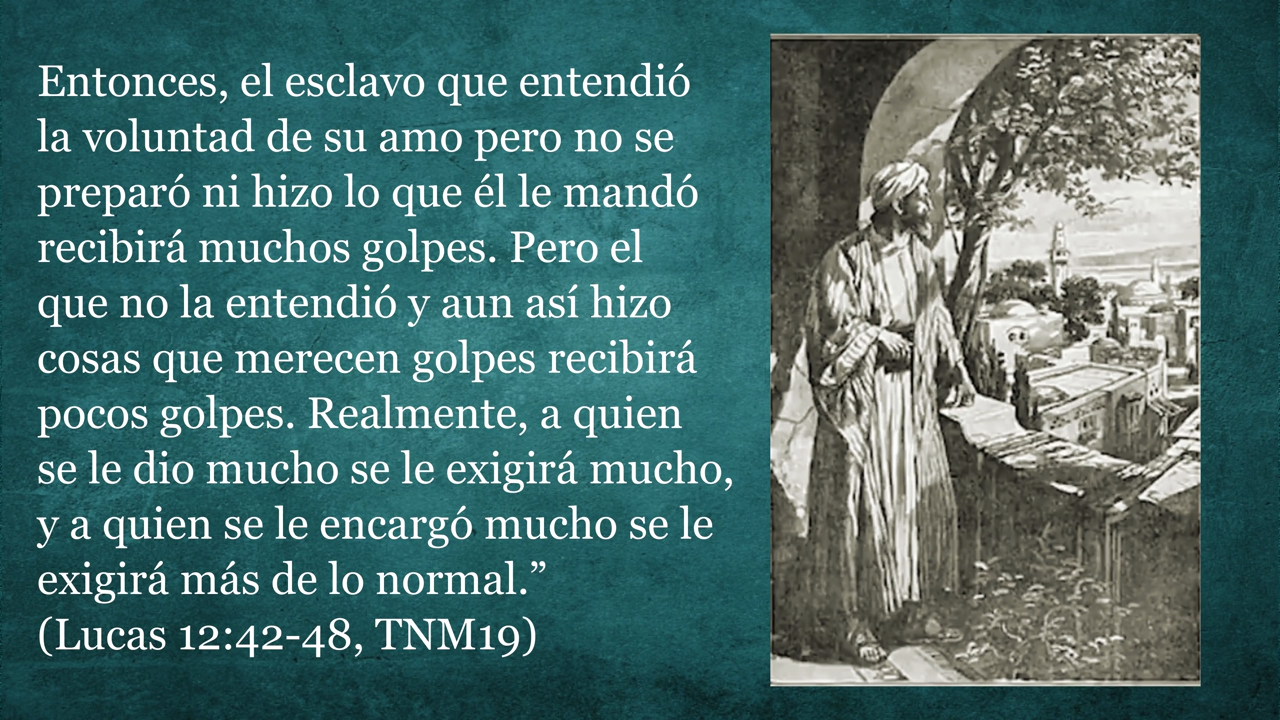 Entonces, el esclavo que entendió
la voluntad de su amo pero no se
preparó ni hizo lo que él le mandó
recibirá muchos golpes. Pero el
que no la entendió y aun así hizo
cosas que merecen golpes recibirá
pocos golpes. Realmente, a quien
se le dio mucho se le exigirá mucho,
y a quien se le encargó mucho se le
exigirá más de lo normal.”
(Lucas 12:42-48, TNM19)